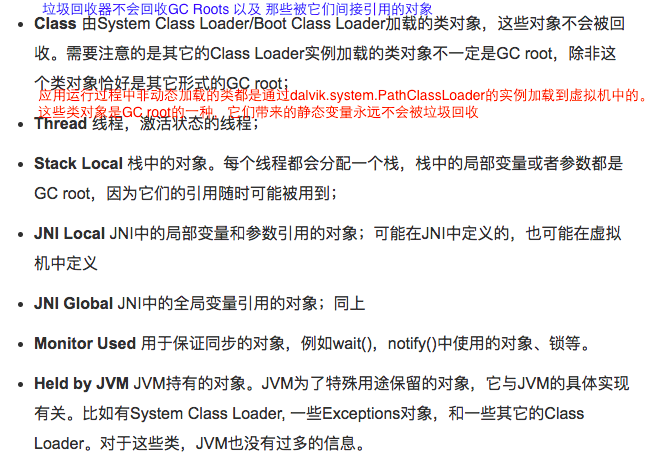 垃圾回收器不会回收GC Roots 以及 那些被它们间接引用的对象
• Class 由System Class Loader/Boot Class Loader加载的类对象，这些对象不会被回
收。需要注意的是其它的Class Loader实例加载的类对象不一定是GC root，除非这
个类对象恰好是其它形式的GC root；
应用运行过程中非动态加载的类都是通过dalvik.system.PathClassLoader的实例加载到虚拟机中的。
这些类对象是GC root的一种，它们带来的静态变量永远不会被垃圾回收
• Thread 线程，激活状态的线程；
• Stack Local 栈中的对象。每个线程都会分配一个栈，栈中的局部变量或者参数都是
GC root，因为它们的引用随时可能被用到；
• JNI Local JNI中的局部变量和参数引用的对象；可能在JNI中定义的，也可能在虚拟
机中定义
• JNI Global JNI中的全局变量引用的对象；同上
• Monitor Used 用于保证同步的对象，例如wait()，notify()中使用的对象、锁等。
• Held by JVM JVM持有的对象。JVM为了特殊用途保留的对象，它与JVM的具体实现
有关。比如有System Class Loader, 一些Exceptions对象，和一些其它的Class
Loader。对于这些类，JVM也没有过多的信息。